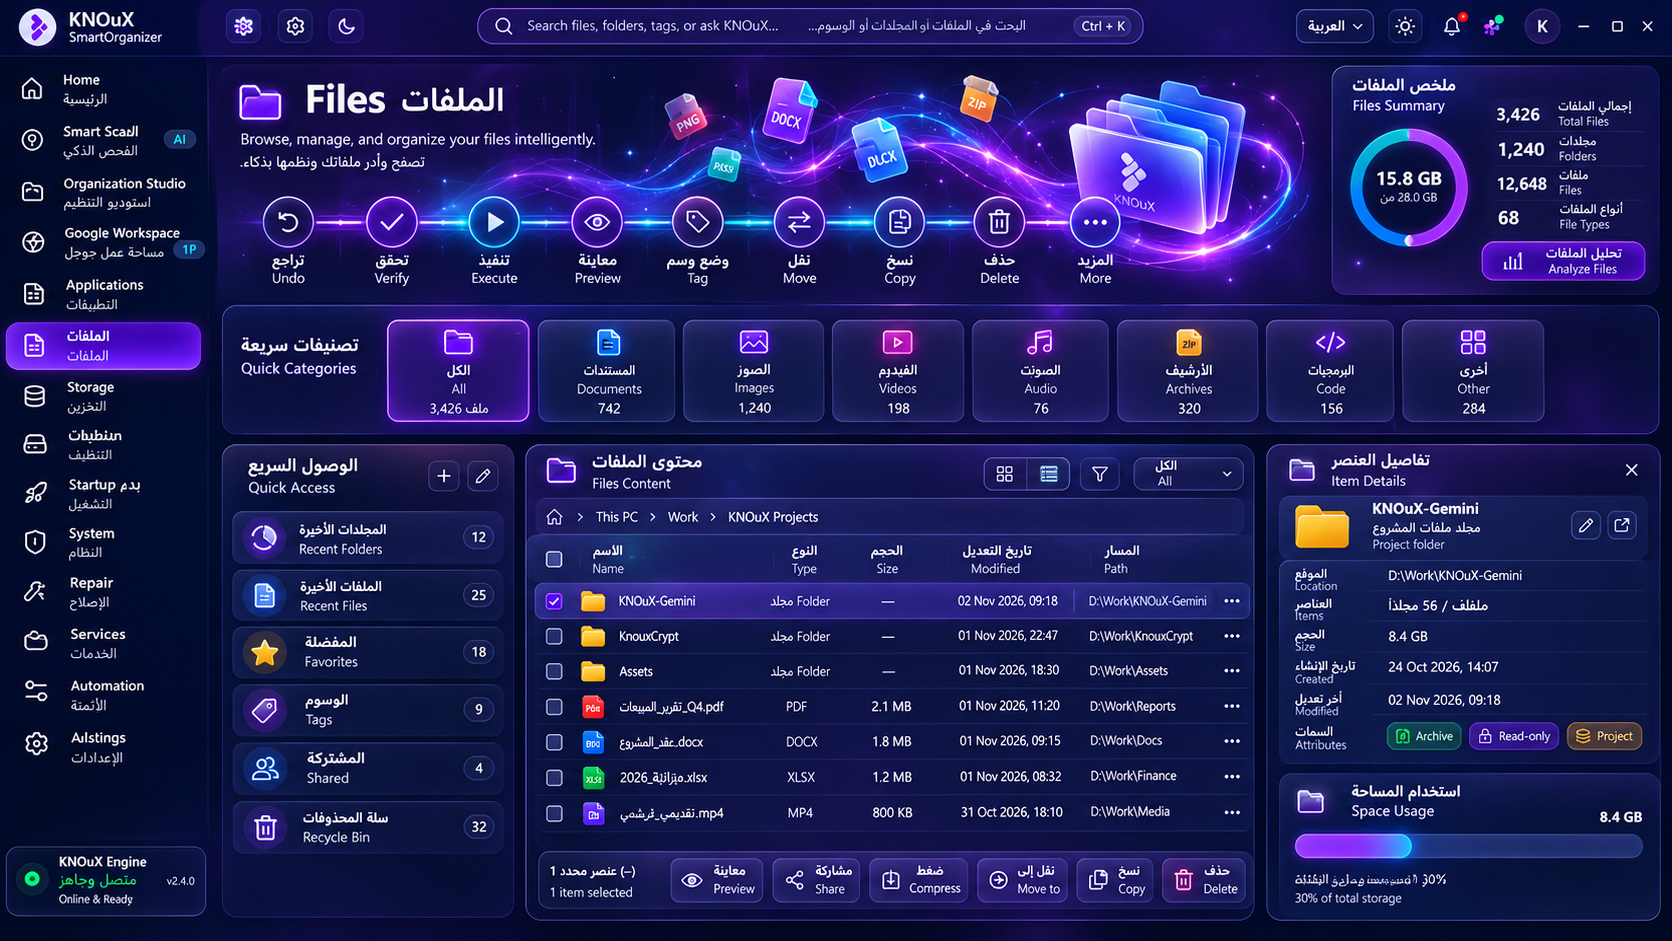 KNOuX
SmartOrganizer
Search files, folders, tags, or ask KNOuX...
البحث في الملفات او المجلدات أو الوسوم...
Ctrl + K
العربية
K
Home
الرئيسية
Smart
الفحص الذكي
AI
Organization Studio
استوديو التنظيم
Google Workspace
مساحة عمل جوجل
1P
Applications
التطبيقات
الملفات
الملفات
Storage
التخزين
التنظيف
Startup
التشغيل
System
النظام
Repair
الإصلاح
Services
الخدمات
Automation
الأتمتة
Aιlstings
الإعدادات
KNOuX Engine
متصل وجاهز
Online & Ready
v2.4.0
Files الملفات
Browse, manage, and organize your files intelligently.
تصفح وأدر ملفاتك ونظمها بذكاء.
PNG
DOCX
DLCX
ZIP
KNOuX
تراجع
Undo
تحقق
Verify
تنفيذ
Execute
معاينة
Preview
وضع وسم
Tag
نقل
Move
نسخ
Copy
حذف
Delete
المزيد
More
ملخص الملفات
Files Summary
15.8 GB
من 28.0 GB
3,426
إجمالي الملفات
Total Files
1,240
مجلدات
Folders
12,648
ملفات
Files
68
أنواع الملفات
File Types
تحليل الملفات
Analyze Files
تصنيفات سريعة
Quick Categories
الكل
All
3,426 ملف
المستندات
Documents
742
الصور
Images
1,240
الفيديم
Videos
198
الصونت
Audio
76
ZIP
الأرشيف
Archives
320
البرمجيات
Code
156
أخرى
Other
284
الوصول السريع
Quick Access
المجلدات الأخيرة
Recent Folders
12
الملفات الأخيرة
Recent Files
25
المفضلة
Favorites
18
الوسوم
Tags
9
المشتركة
Shared
4
سلة المحذوفات
Recycle Bin
32
محتوى الملفات
Files Content
الكل
All
This PC > Work > KNOuX Projects
الأسم
Name
النوع
Type
الحجم
Size
تاريخ التعديل
Modified
المسار
Path
KNOuX-Gemini مجلد Folder — 02 Nov 2026, 09:18 D:\Work\KNOuX-Gemini
KnouxCrypt مجلد Folder — 01 Nov 2026, 22:47 D:\Work\KnouxCrypt
Assets مجلد Folder — 01 Nov 2026, 18:30 D:\Work\Assets
تقرير_المبيعات_Q4.pdf PDF 2.1 MB 01 Nov 2026, 11:20 D:\Work\Reports
عقد_المشروع.docx DOCX 1.8 MB 01 Nov 2026, 09:15 D:\Work\Docs
2026_.xlsx XLSX 1.2 MB 01 Nov 2026, 08:32 D:\Work\Finance
.mp4 MP4 800 KB 31 Oct 2026, 18:10 D:\Work\Media
1 عنصر محدد (–)
1 item selected
معاينة
Preview
مشاركة
Share
ضغط
Compress
نقل إلى
Move to
نسخ
Copy
حذف
Delete
تفاصيل العنصر
Item Details
KNOuX-Gemini
مجلد ملفات المشروع
Project folder
الموقع
Location
D:\Work\KNOuX-Gemini
العناصر
Items
56 مجلدًا / ملفلف
الحجم
Size
8.4 GB
تاريخ الإنشاء
Created
24 Oct 2026, 14:07
أخر تعديل
Modified
02 Nov 2026, 09:18
السمات
Attributes
Archive
Read-only
Project
استخدام المساحة
Space Usage
8.4 GB
30%
30% of total storage